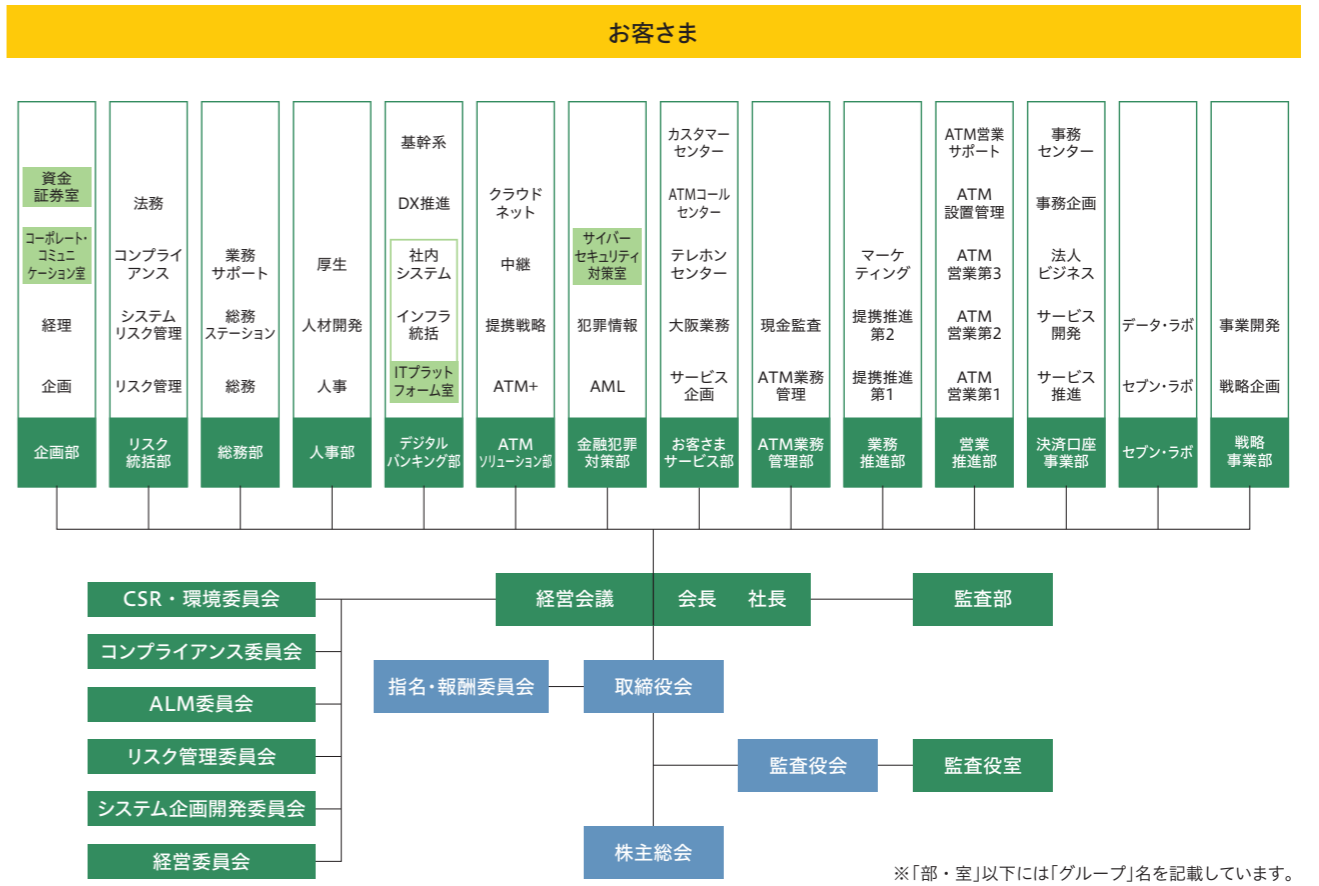 お客さま
資金
証券室
コーポレート・
コミュニ
ケーション室
経理
企画
企画部
法務
コンプライ
アンス
システム
リスク管理
リスク管理
リスク
統括部
業務
サポート
総務
ステーション
総務
総務部
厚生
人材開発
人事
人事部
基幹系
DX推進
社内
システム
インフラ
統括
ITプラット
フォーム室
デジタル
バンキング部
クラウド
ネット
中継
提携戦略
ATM+
ATM
ソリューション部
サイバー
セキュリティ
対策室
犯罪情報
AML
金融犯罪
対策部
カスタマー
センター
ATMコール
センター
テレホン
センター
大阪業務
サービス
企画
お客さま
サービス部
現金監査
ATM業務
管理
ATM業務
管理部
マーケ
ティング
提携推進
第2
提携推進
第1
業務
推進部
ATM営業
サポート
ATM
設置管理
ATM
営業第3
ATM
営業第2
ATM
営業第1
営業
推進部
事務
センター
事務企画
法人
ビジネス
サービス
開発
サービス
推進
決済口座
事業部
データ・ラボ
セブン・ラボ
セブン・ラボ
事業開発
戦略企画
戦略
事業部
CSR・環境委員会
コンプライアンス委員会
ALM委員会
リスク管理委員会
システム企画開発委員会
経営委員会
経営会議
会長 社長
監査部
指名・報酬委員会
取締役会
監査役会
監査役室
株主総会
※「部・室」以下には「グループ」名を記載しています。